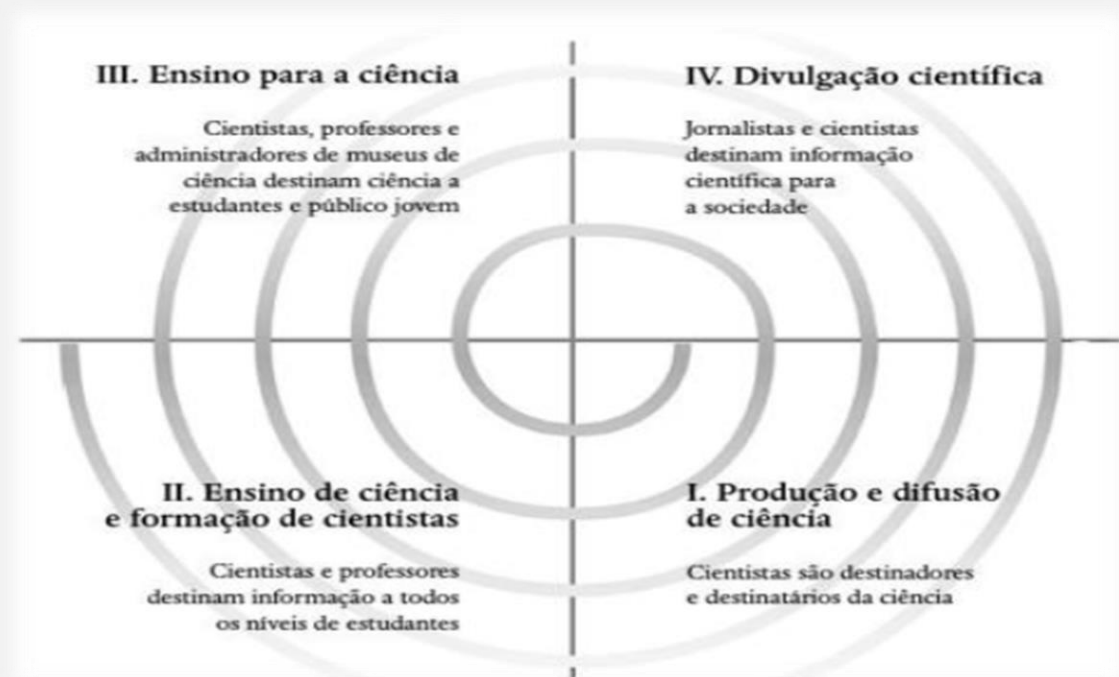 III. Ensino para a ciência
Cientistas, professores e
administradores de museus de
ciência destinam ciência a
estudantes e público jovem
IV. Divulgação científica
Jornalistas e cientistas
destinam informação
científica para
a sociedade
II. Ensino de ciência
e formação de cientistas
Cientistas e professores
destinam informação a todos
os níveis de estudantes
I. Produção e difusão
de ciência
Cientistas são destinadores
e destinatários da ciência